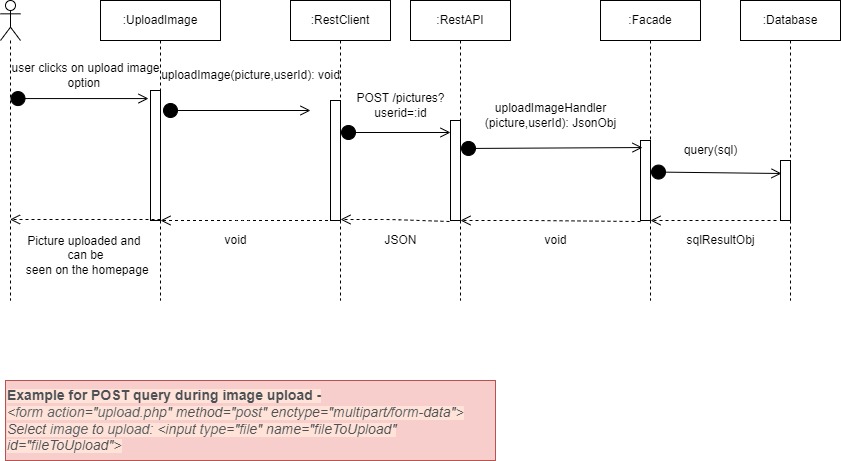 :UploadImage
:RestClient
:RestAPI
:Facade
:Database
user clicks on upload image
option
uploadImage(picture,userId): void
POST /pictures?
userid=:id
uploadImageHandler
(picture,userId): JsonObj
query(sql)
Picture uploaded and
can be
seen on the homepage
void
JSON
void
sqlResultObj
Example for POST query during image upload -
<form action="upload.php" method="post" enctype="multipart/form-data">
Select image to upload: <input type="file" name="fileToUpload"
id="fileToUpload">